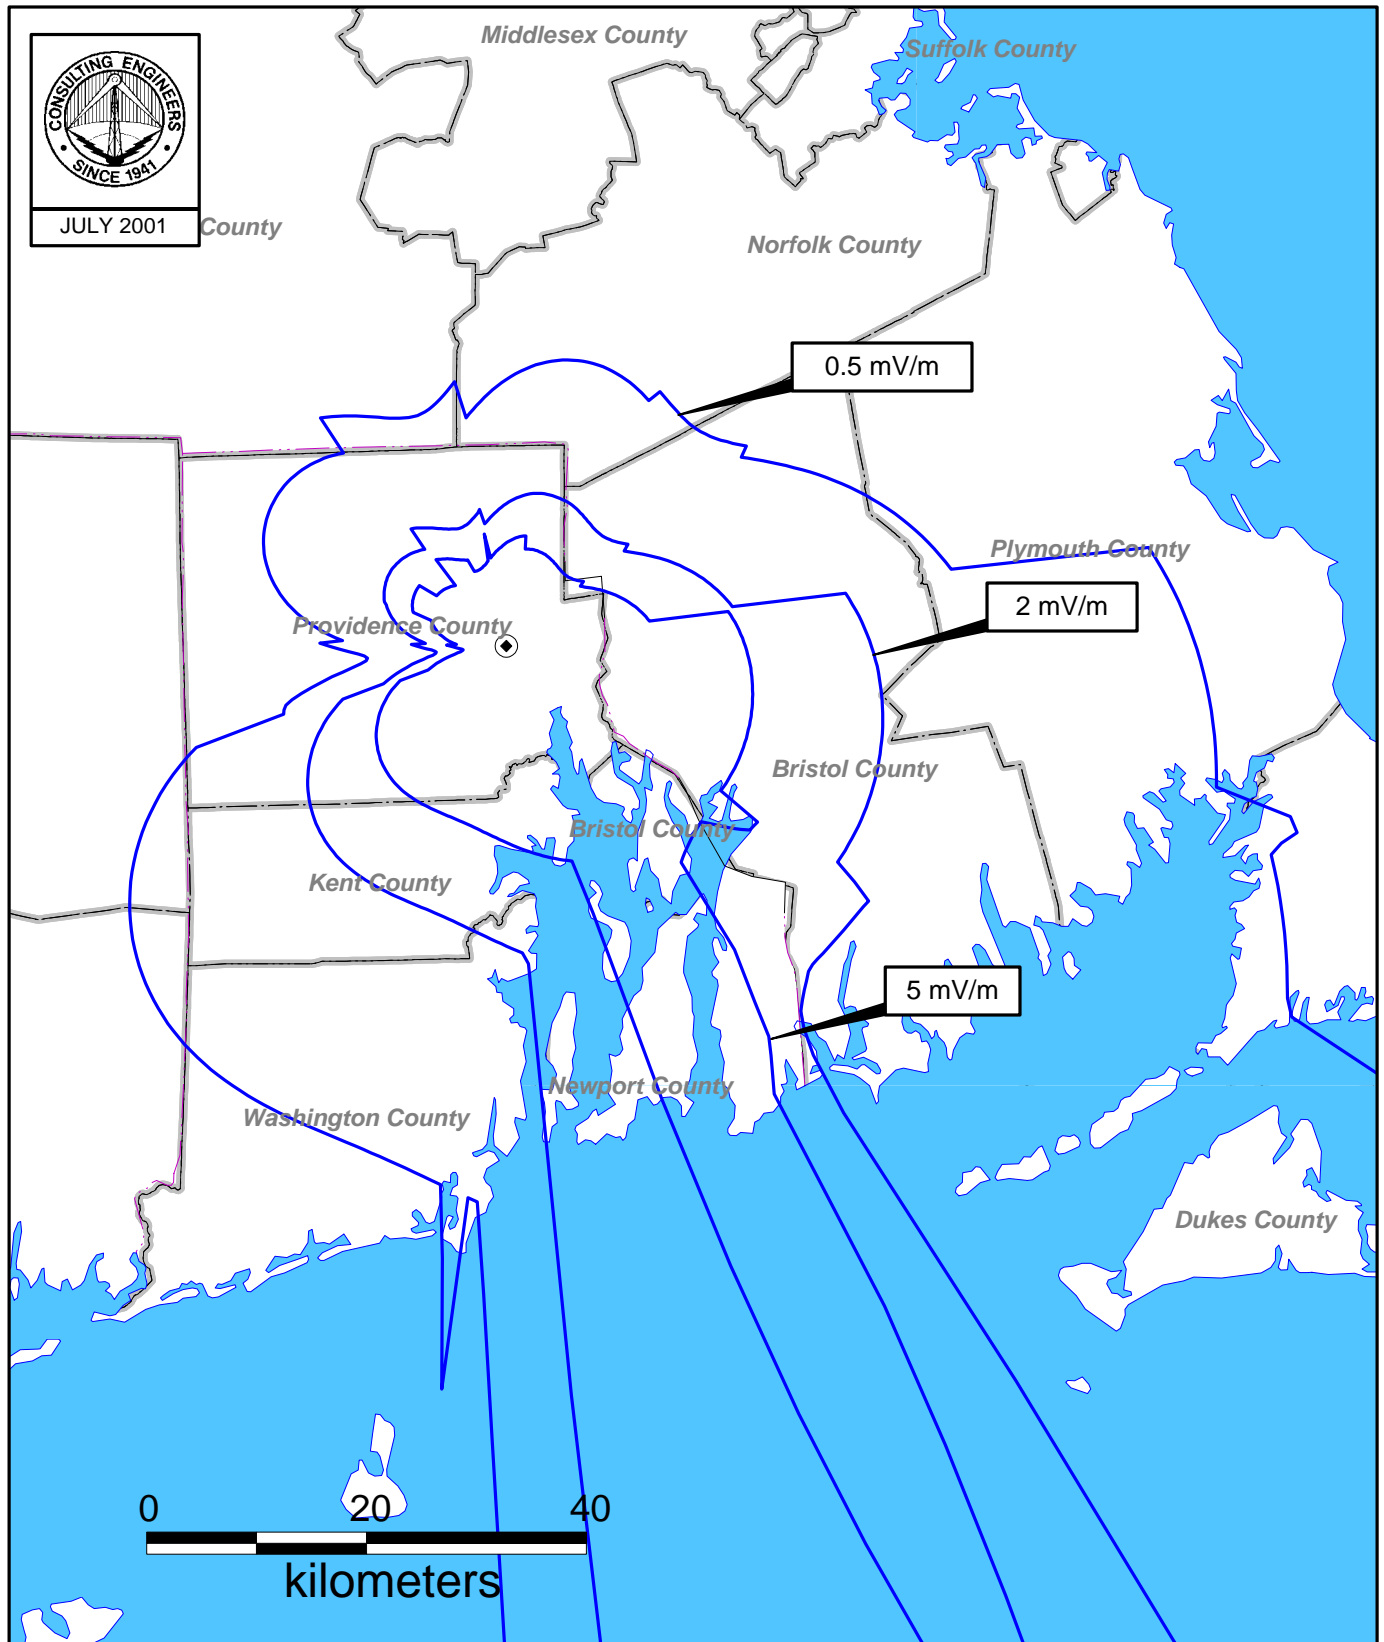 Middlesex County
Suffolk County
CONSULTING ENGINEERS
SINCE 1941
JULY 2001
County
Norfolk County
0.5 mV/m
Plymouth County
2 mV/m
Providence County
Bristol County
Bristol County
Kent County
5 mV/m
Newport County
Washington County
Dukes County
0 20 40
kilometers